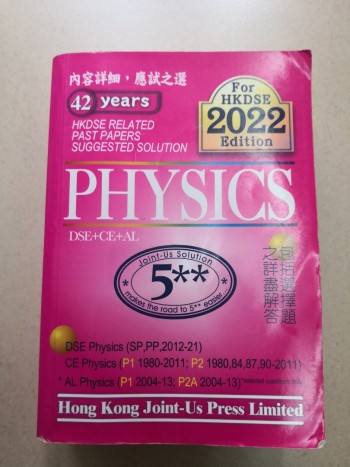 內容詳細，應試之選
42 years
HKDSE RELATED
PAST PAPERS
SUGGESTED SOLUTION
For
HKDSE
2022
Edition
PHYSICS
DSE+CE+AL
Joint-Us Solution
5**
* makes the road to 5** easier *
包括選擇題
之詳盡解答
DSE Physics (SP,PP,2012-21)
CE Physics (P1 1980-2011; P2 1980,84,87,90-2011)
* AL Physics (P1 2004-13; P2A 2004-13) *selected questions only
Hong Kong Joint-Us Press Limited